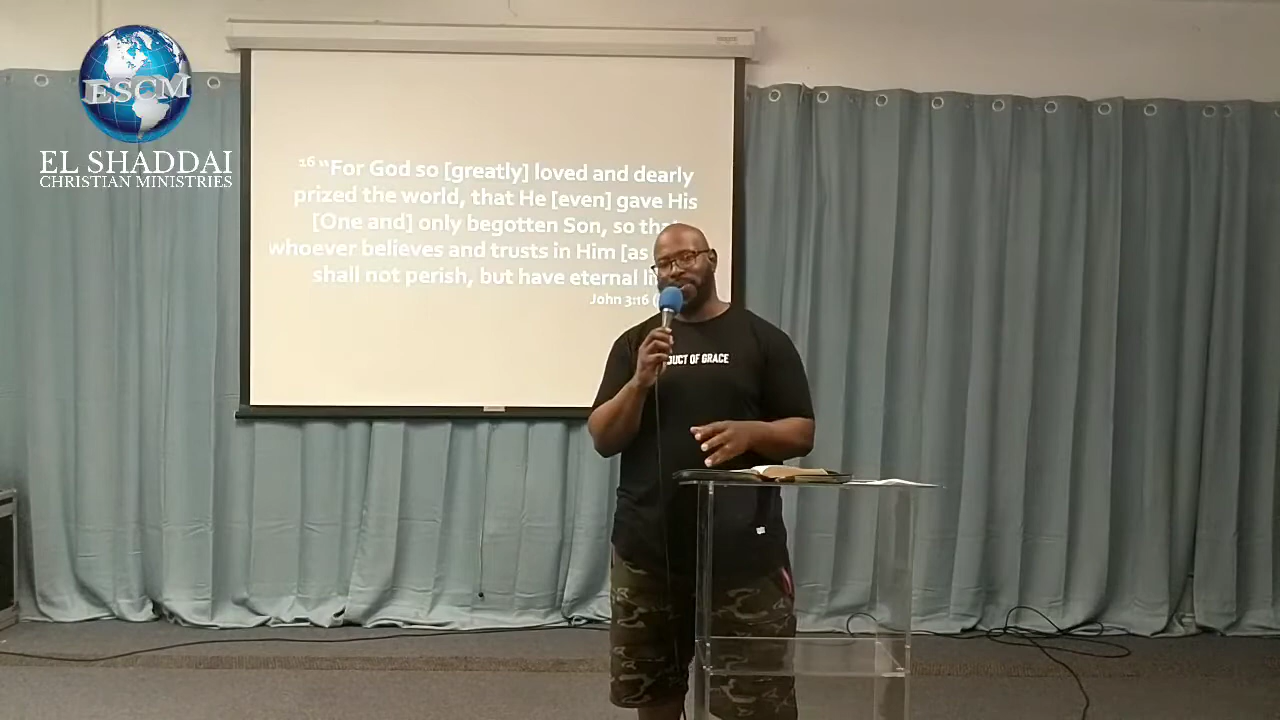 ESCM
EL SHADDAI
CHRISTIAN MINISTRIES
16 “For God so [greatly] loved and dearly
prized the world, that He [even] gave His
[One and] only begotten Son, so
whoever believes and trusts in Him [as
shall not perish, but have eternal
John 3:16 (
DUCT OF GRACE